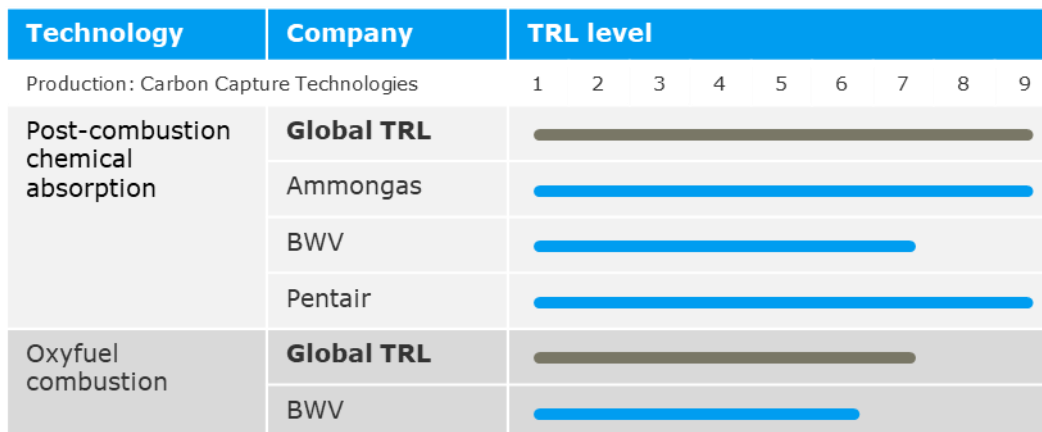 Technology Company TRL level
Production: Carbon Capture Technologies 1 2 3 4 5 6 7 8 9
Post-combustion
chemical
absorption
Global TRL
Ammongas
BWV
Pentair
Oxyfuel
combustion
Global TRL
BWV